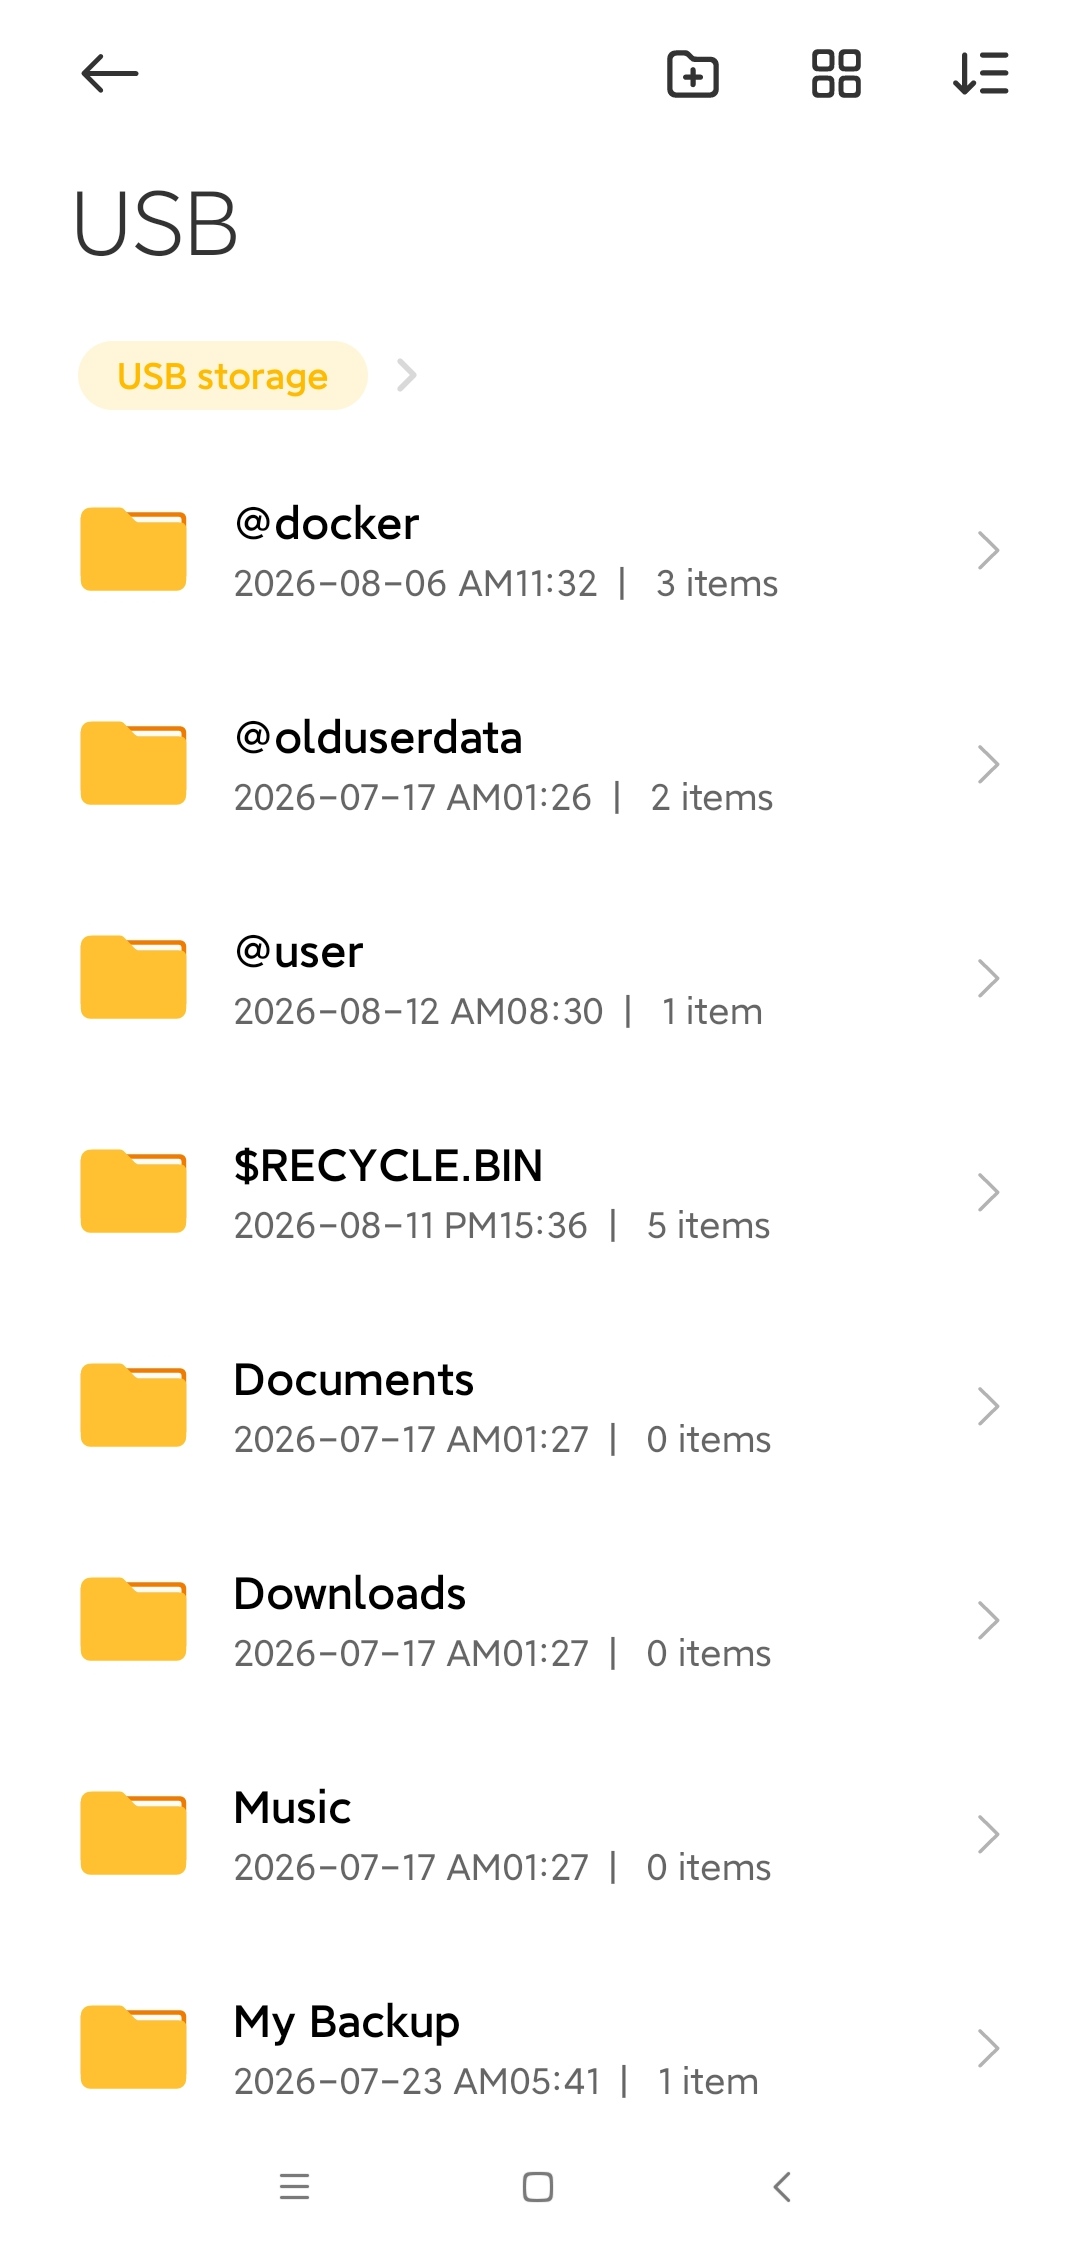 USB
USB storage
@docker
2026-08-06 AM11:32 | 3 items
@olduserdata
2026-07-17 AM01:26 | 2 items
@user
2026-08-12 AM08:30 | 1 item
$RECYCLE.BIN
2026-08-11 PM15:36 | 5 items
Documents
2026-07-17 AM01:27 | 0 items
Downloads
2026-07-17 AM01:27 | 0 items
Music
2026-07-17 AM01:27 | 0 items
My Backup
2026-07-23 AM05:41 | 1 item